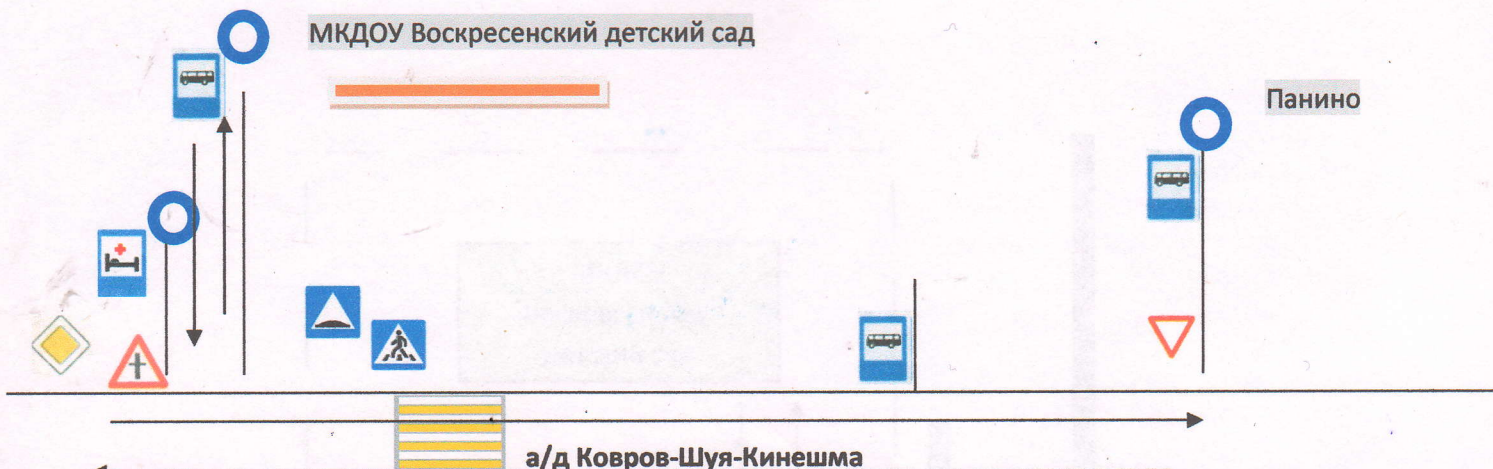 МКДОУ Воскресенский детский сад
Панино
а/д Ковров-Шуя-Кинешма